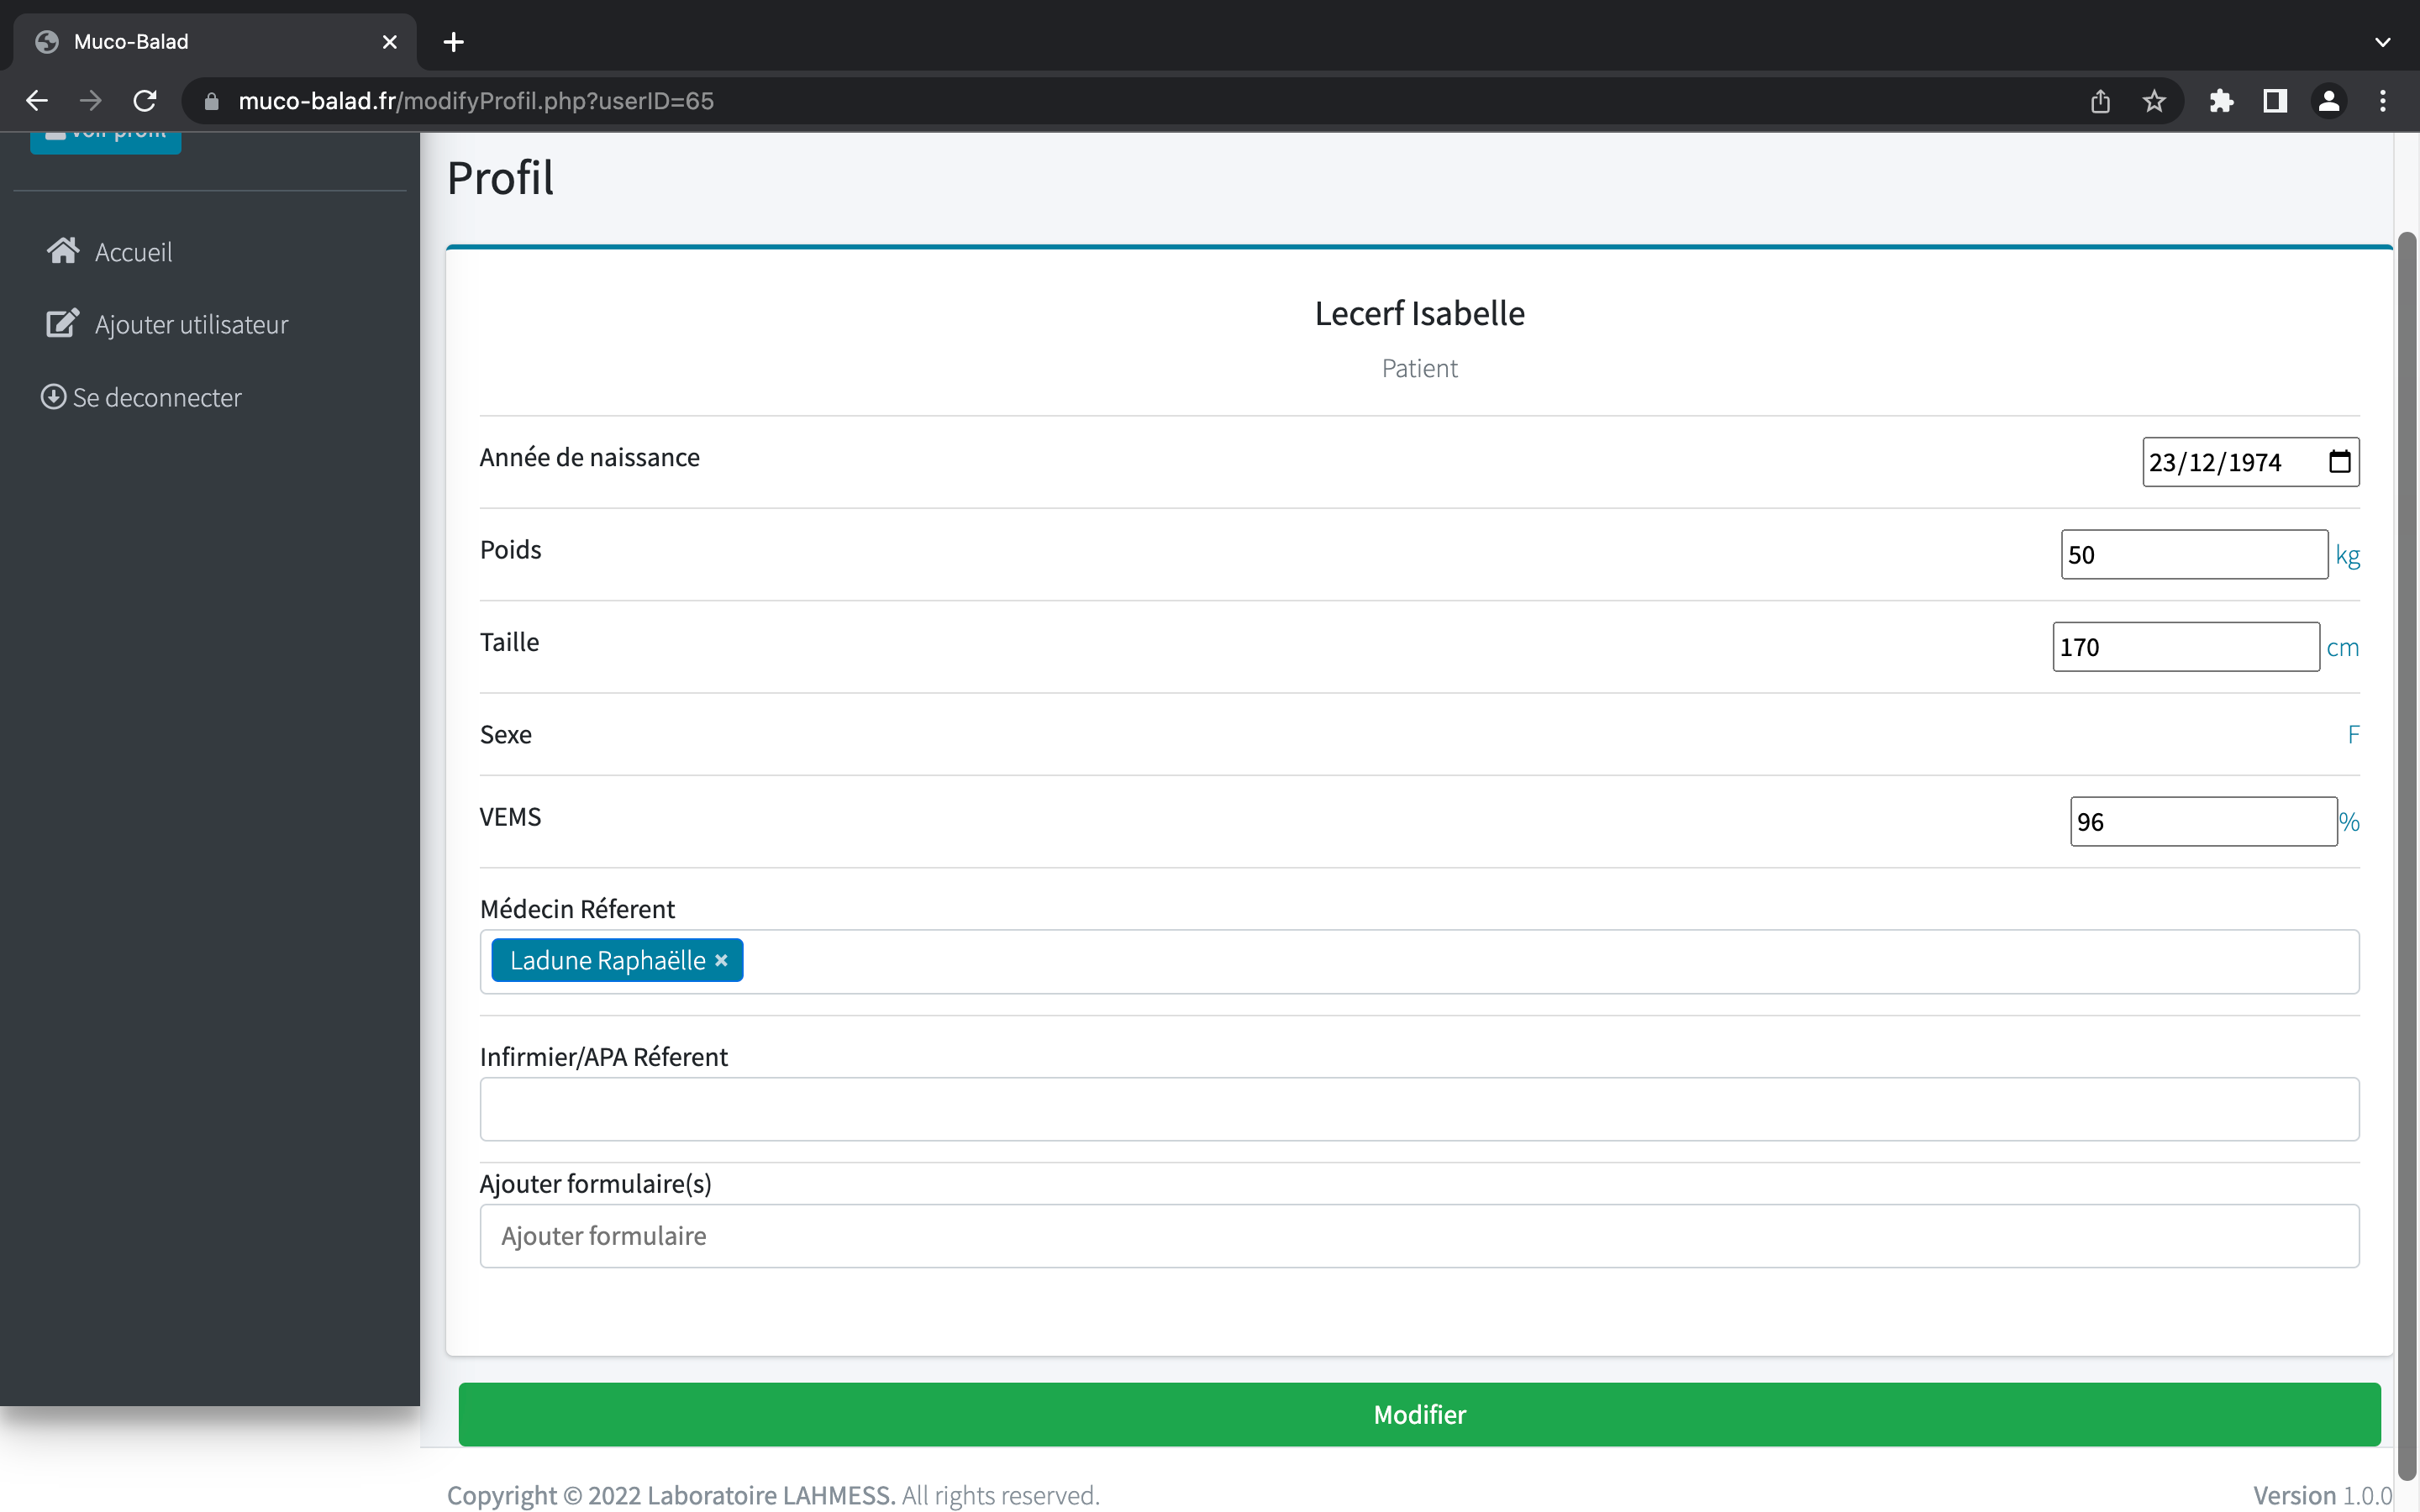 Muco-Balad
muco-balad.fr/modifyProfil.php?userID=65
Voir profil
Accueil
Ajouter utilisateur
Se deconnecter
Profil
Lecerf Isabelle
Patient
Année de naissance
23/12/1974
Poids
50 kg
Taille
170 cm
Sexe
F
VEMS
96 %
Médecin Réferent
Ladune Raphaëlle ×
Infirmier/APA Réferent
Ajouter formulaire(s)
Ajouter formulaire
Modifier
Copyright © 2022 Laboratoire LAHMESS. All rights reserved.
Version 1.0.0